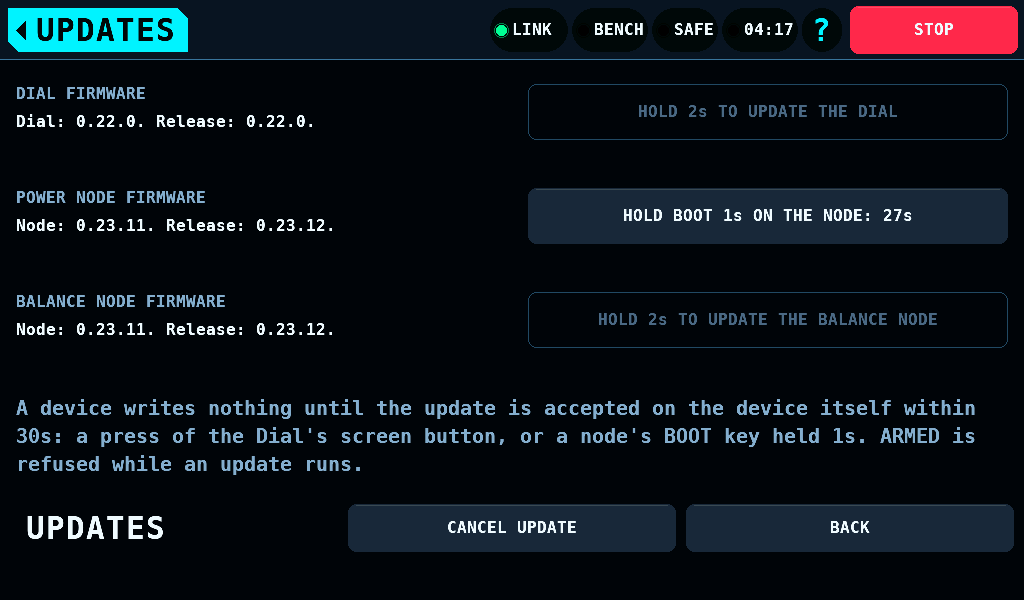 UPDATES
LINK
BENCH
SAFE
04:17
?
STOP
DIAL FIRMWARE
Dial: 0.22.0. Release: 0.22.0.
HOLD 2s TO UPDATE THE DIAL
POWER NODE FIRMWARE
Node: 0.23.11. Release: 0.23.12.
HOLD BOOT 1s ON THE NODE: 27s
BALANCE NODE FIRMWARE
Node: 0.23.11. Release: 0.23.12.
HOLD 2s TO UPDATE THE BALANCE NODE
A device writes nothing until the update is accepted on the device itself within
30s: a press of the Dial's screen button, or a node's BOOT key held 1s. ARMED is
refused while an update runs.
UPDATES
CANCEL UPDATE
BACK